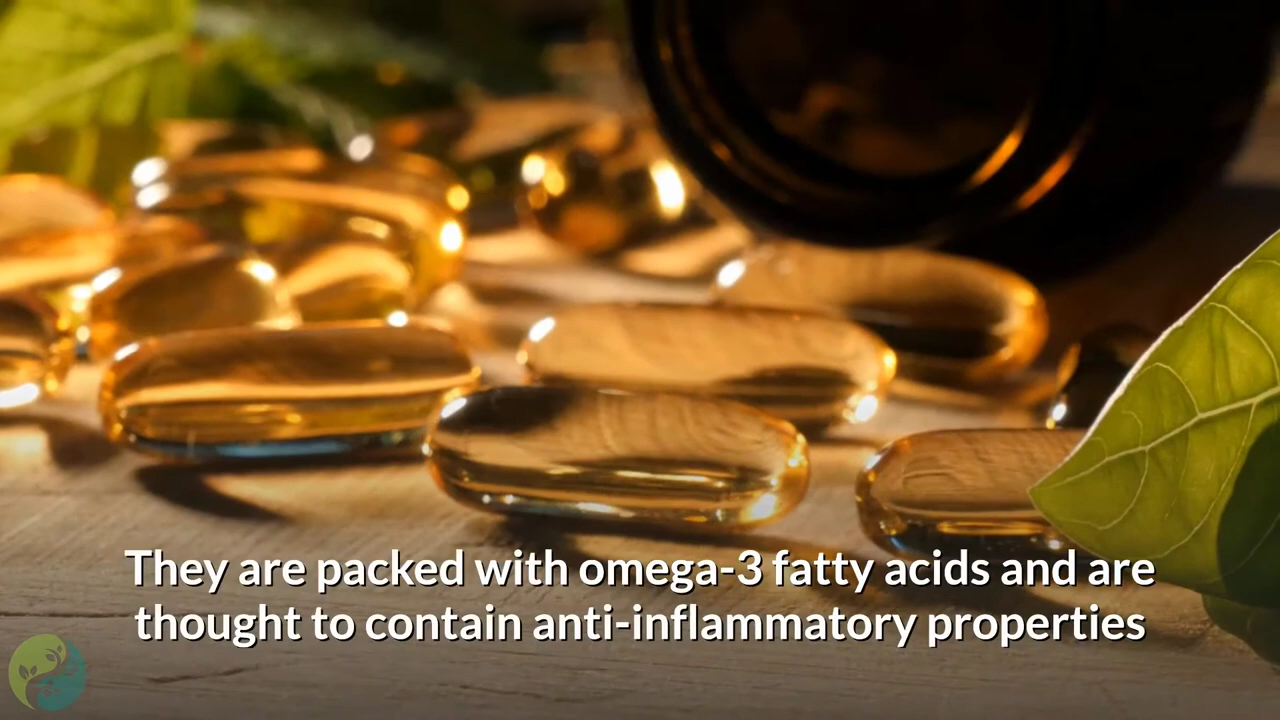 They are packed with omega-3 fatty acids and are
thought to contain anti-inflammatory properties